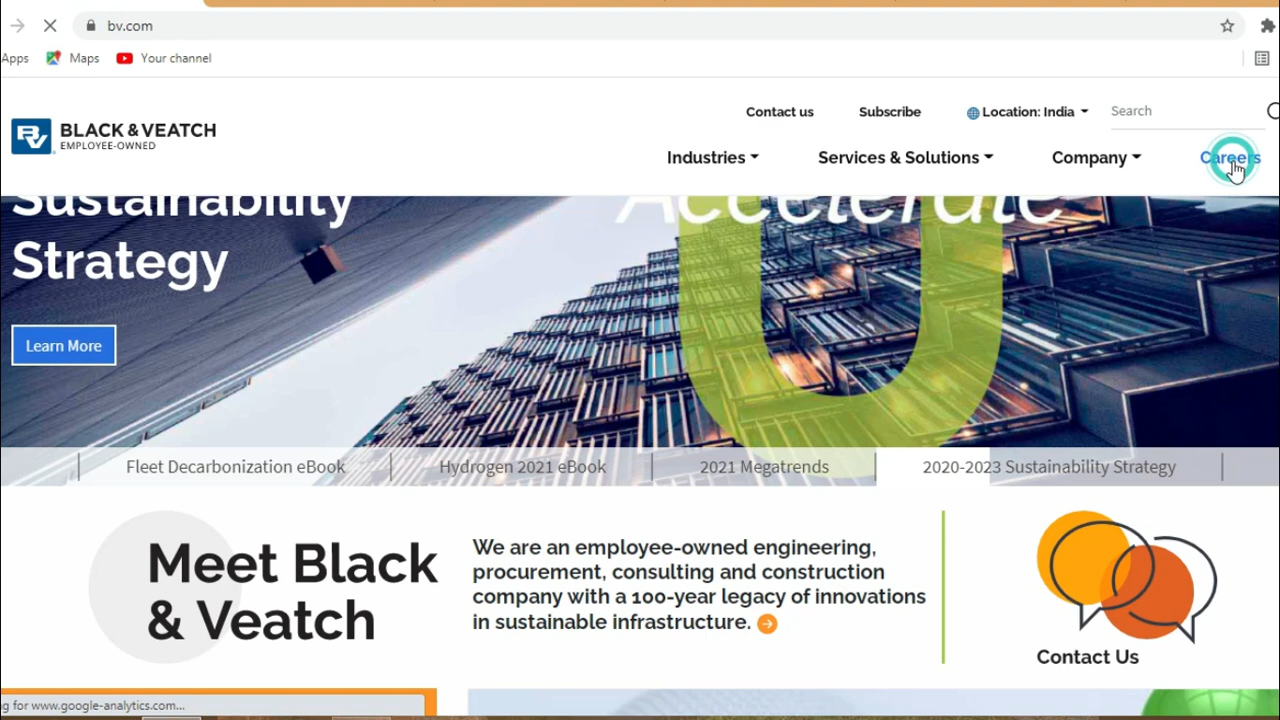 bv.com
Apps Maps Your channel
Contact us Subscribe Location: India Search
BLACK & VEATCH
EMPLOYEE-OWNED
Industries Services & Solutions Company Careers
Sustainability
Strategy
Accelerate
Learn More
Fleet Decarbonization eBook Hydrogen 2021 eBook 2021 Megatrends 2020-2023 Sustainability Strategy
Meet Black
& Veatch
We are an employee-owned engineering,
procurement, consulting and construction
company with a 100-year legacy of innovations
in sustainable infrastructure.
Contact Us
g for www.google-analytics.com...